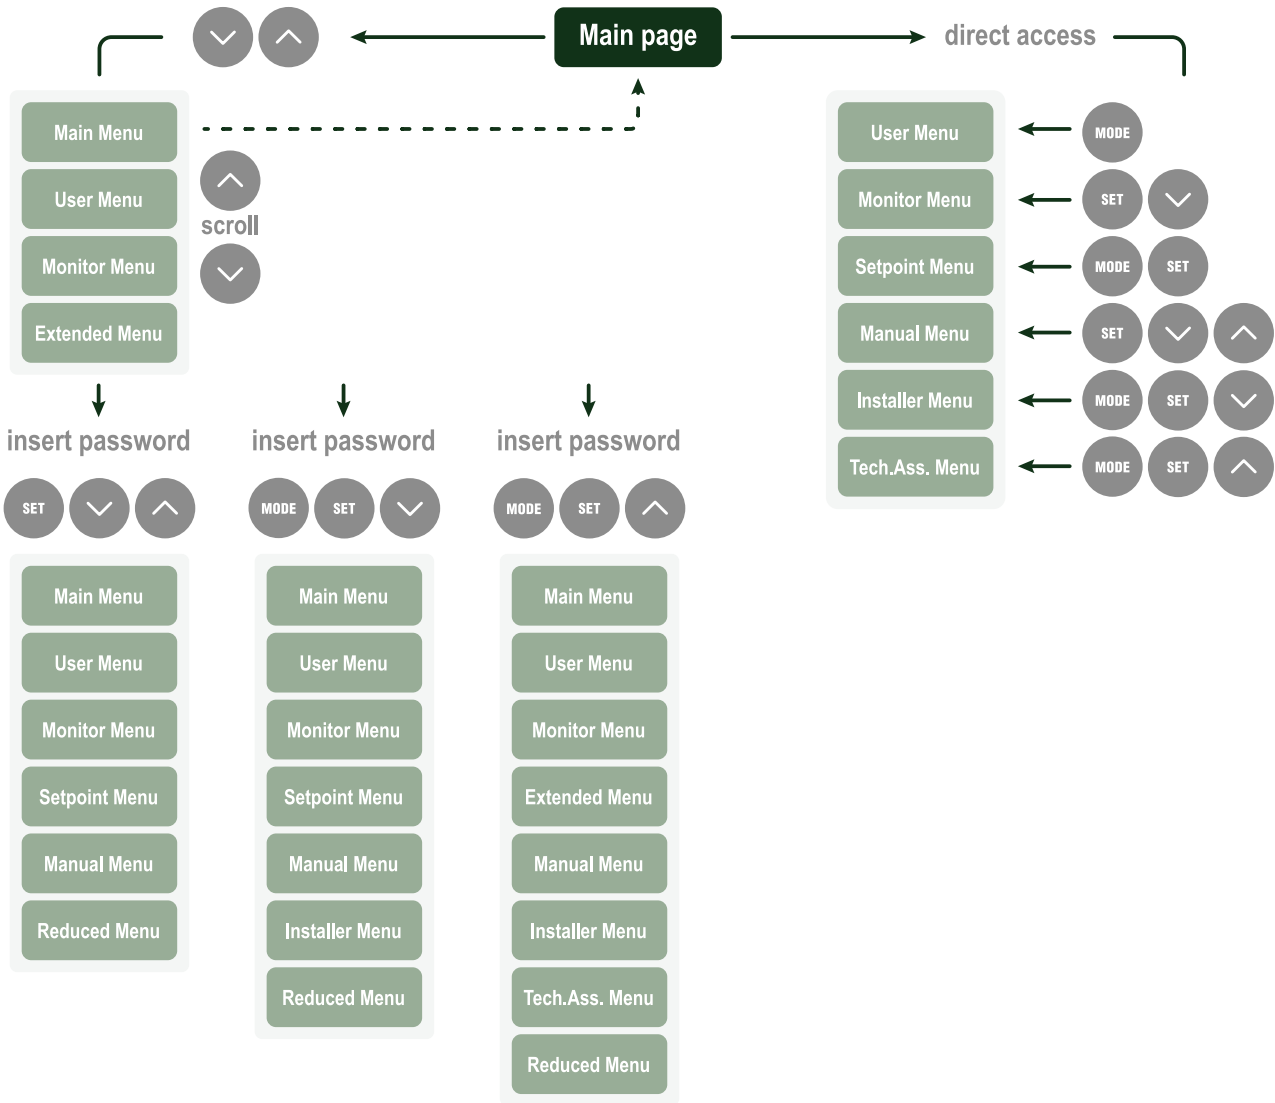 Main page
direct access
Main Menu
User Menu
Monitor Menu
Extended Menu
scroll
User Menu
MODE
Monitor Menu
SET
Setpoint Menu
MODE SET
Manual Menu
SET
Installer Menu
MODE SET
Tech.Ass. Menu
MODE SET
insert password
SET
Main Menu
User Menu
Monitor Menu
Setpoint Menu
Manual Menu
Reduced Menu
insert password
MODE SET
Main Menu
User Menu
Monitor Menu
Setpoint Menu
Manual Menu
Installer Menu
Reduced Menu
insert password
MODE SET
Main Menu
User Menu
Monitor Menu
Extended Menu
Manual Menu
Installer Menu
Tech.Ass. Menu
Reduced Menu